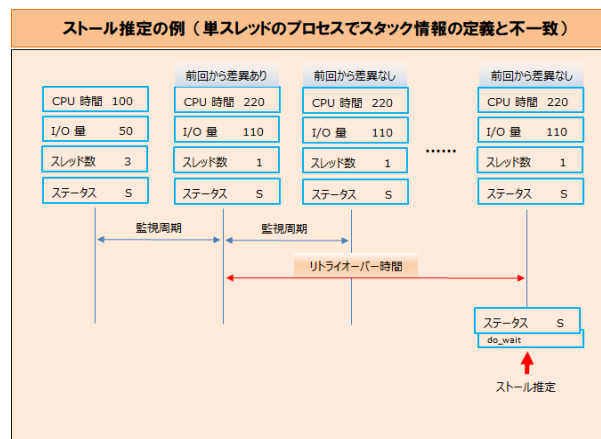 ストール推定の例（単スレッドのプロセスでスタック情報の定義と不一致）
前回から差異あり
前回から差異なし
前回から差異なし
CPU 時間 100
CPU 時間 220
CPU 時間 220
CPU 時間 220
I/O 量 50
I/O 量 110
I/O 量 110
I/O 量 110
......
スレッド数 3
スレッド数 1
スレッド数 1
スレッド数 1
ステータス S
ステータス S
ステータス S
ステータス S
監視周期
監視周期
リトライオーバー時間
ステータス S
do_wait
ストール推定